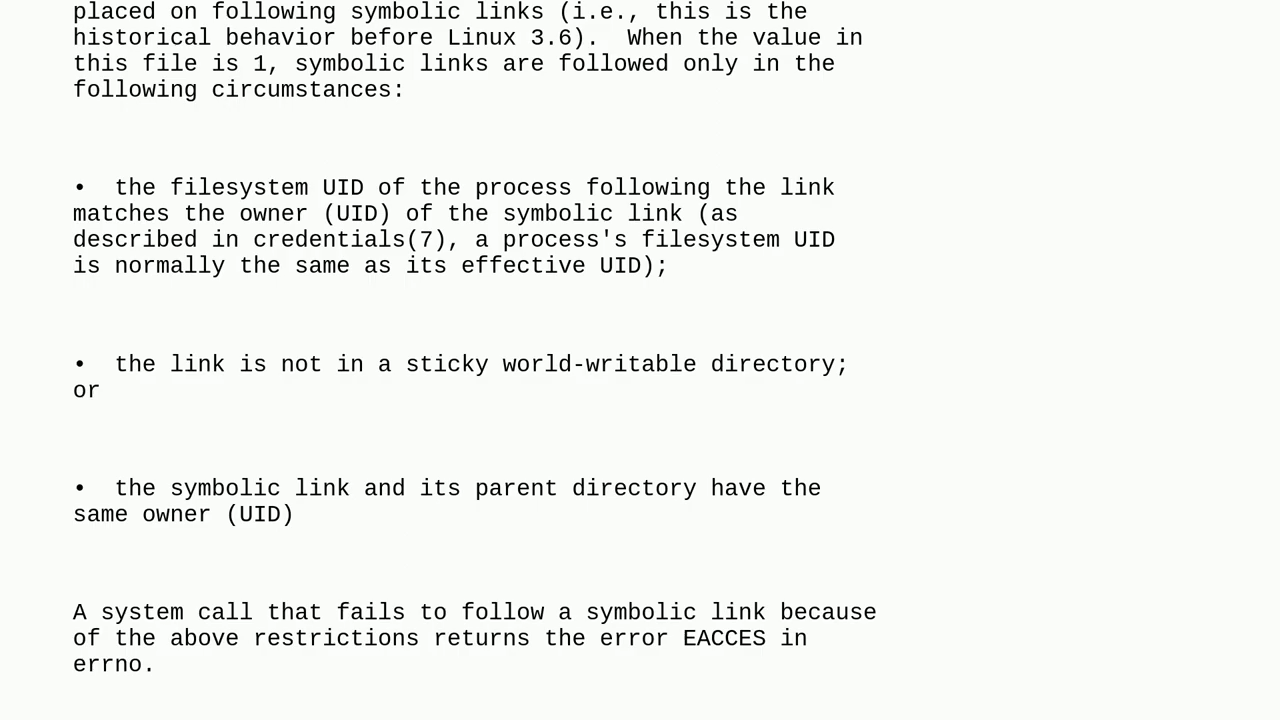 placed on following symbolic links (i.e., this is the
historical behavior before Linux 3.6).  When the value in
this file is 1, symbolic links are followed only in the
following circumstances:
•  the filesystem UID of the process following the link
matches the owner (UID) of the symbolic link (as
described in credentials(7), a process's filesystem UID
is normally the same as its effective UID);
•  the link is not in a sticky world-writable directory;
or
•  the symbolic link and its parent directory have the
same owner (UID)
A system call that fails to follow a symbolic link because
of the above restrictions returns the error EACCES in
errno.